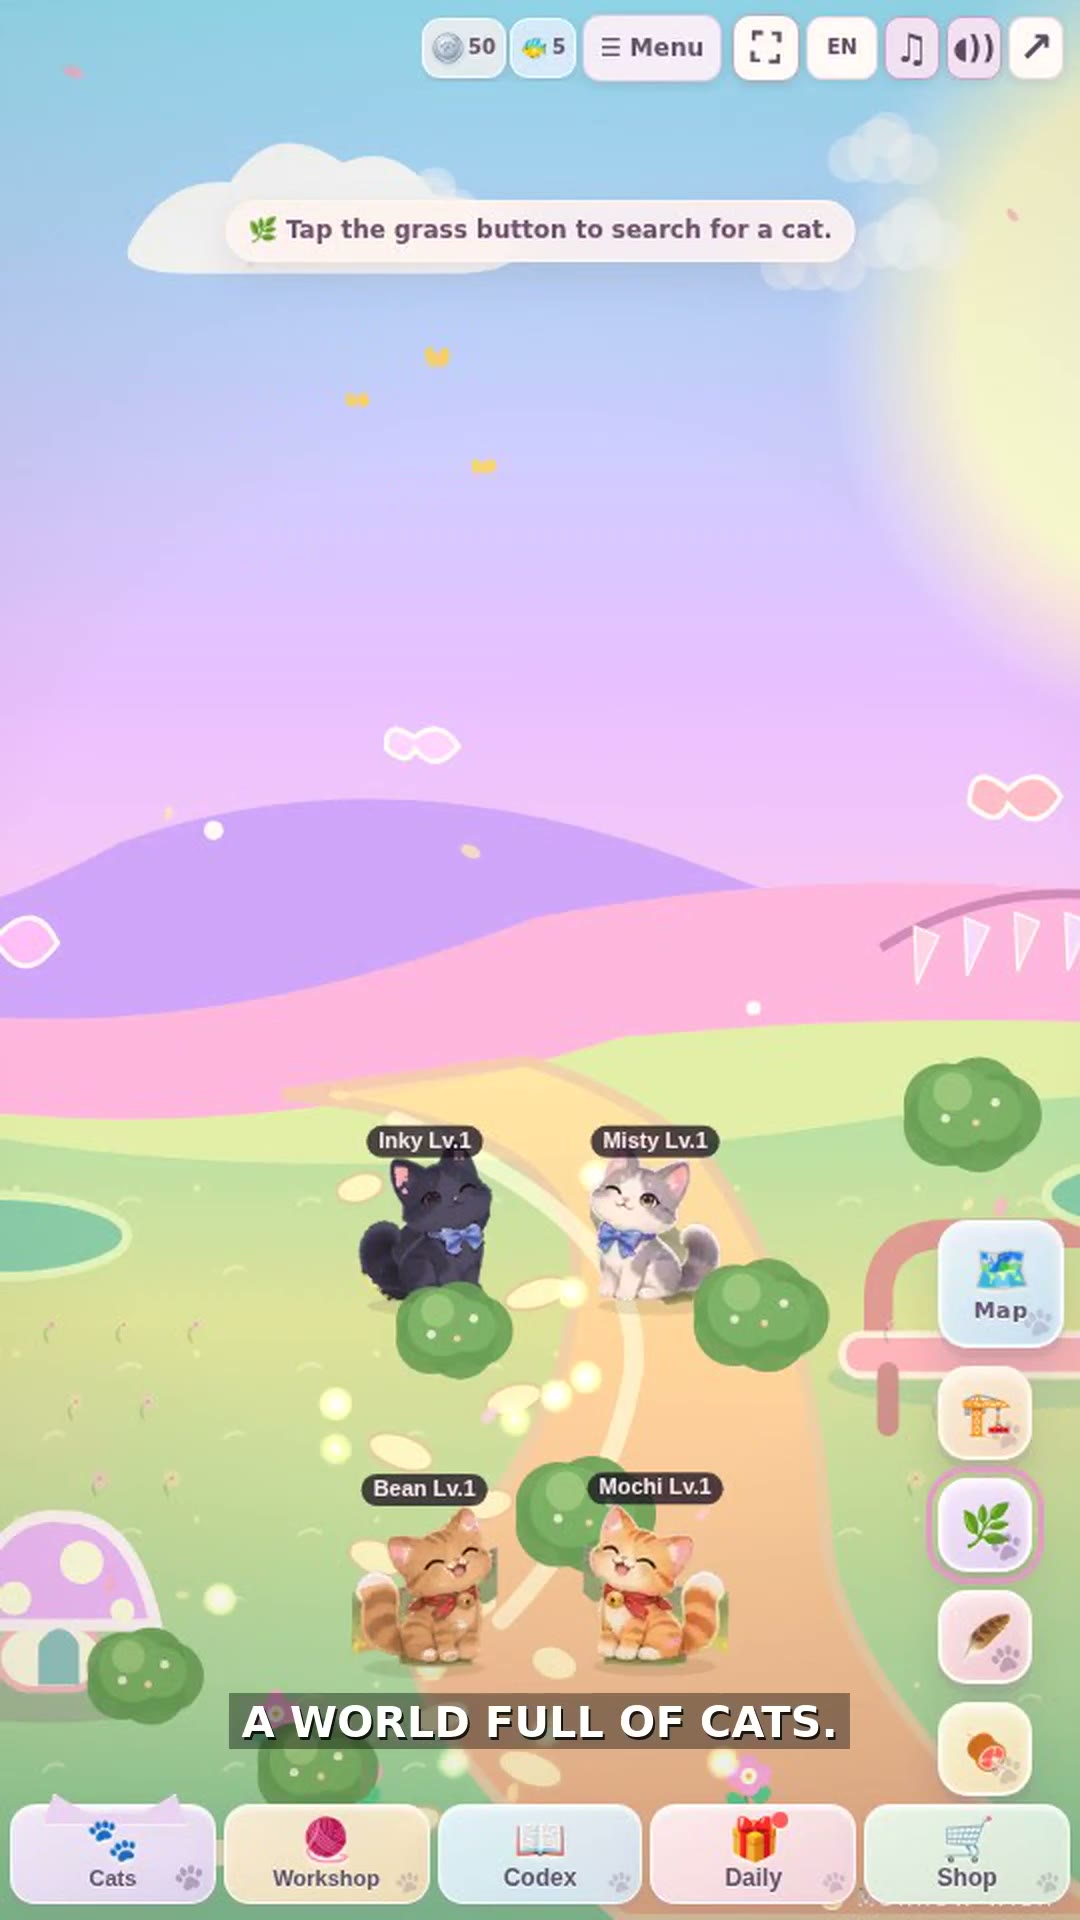 50
5
☰ Menu
EN
Tap the grass button to search for a cat.
Inky Lv.1
Misty Lv.1
Map
Bean Lv.1
Mochi Lv.1
A WORLD FULL OF CATS.
Cats
Workshop
Codex
Daily
Shop